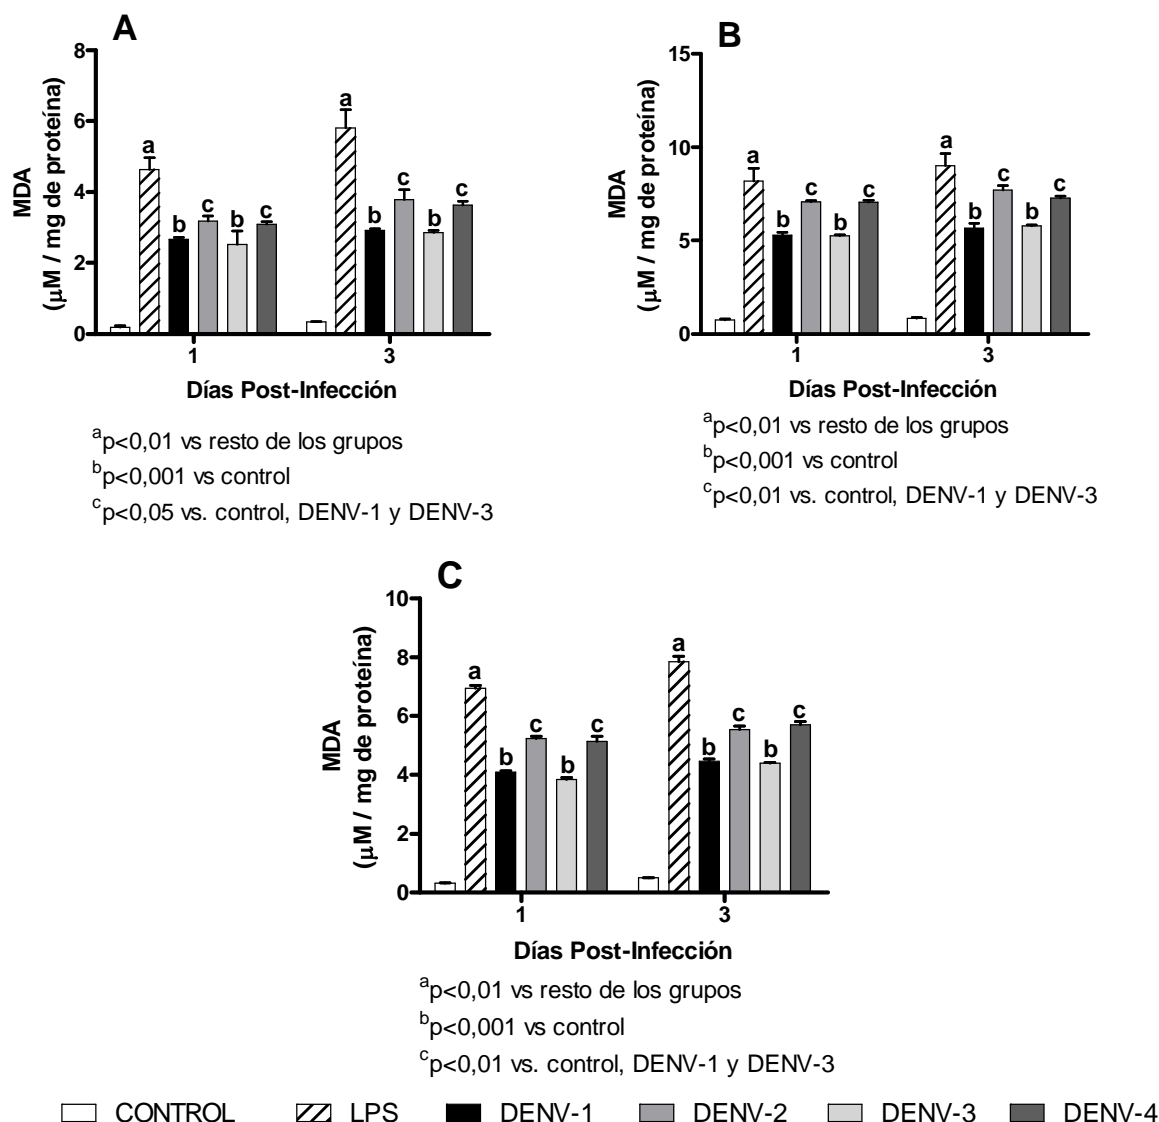 A
8
6
4
2
0
MDA
(µM / mg de proteína)
a
b
c
b
c
a
b
c
b
c
1
3
Días Post-Infección
ap<0,01 vs resto de los grupos
bp<0,001 vs control
cp<0,05 vs. control, DENV-1 y DENV-3
B
15
10
5
0
MDA
(µM / mg de proteína)
a
b
c
b
c
a
b
c
b
c
1
3
Días Post-Infección
ap<0,01 vs resto de los grupos
bp<0,001 vs control
cp<0,01 vs. control, DENV-1 y DENV-3
C
10
8
6
4
2
0
MDA
(µM / mg de proteína)
a
b
c
b
c
a
b
c
b
c
1
3
Días Post-Infección
ap<0,01 vs resto de los grupos
bp<0,001 vs control
cp<0,01 vs. control, DENV-1 y DENV-3
CONTROL LPS DENV-1 DENV-2 DENV-3 DENV-4